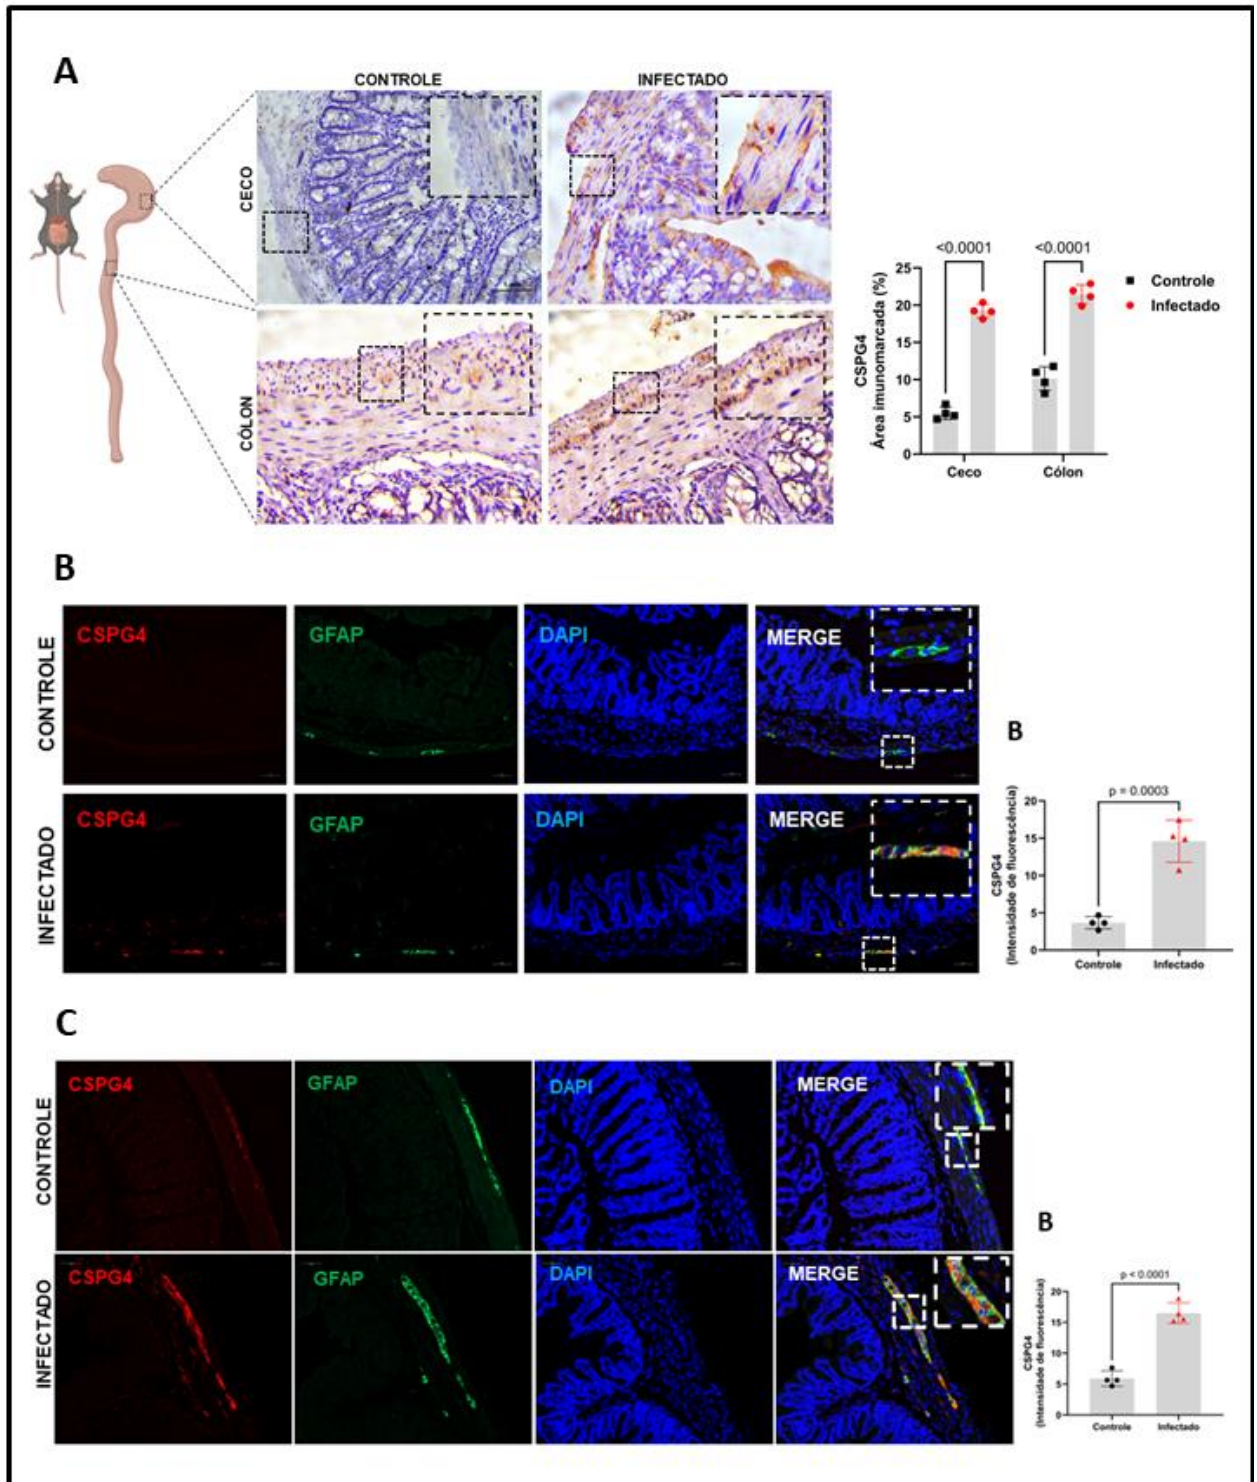 A
CONTROLE
INFECTADO
CECO
CÓLON
<0.0001
<0.0001
CSPG4
Área imunomarcada (%)
25
20
15
10
5
0
Ceco
Cólon
Controle
Infectado
B
CONTROLE
CSPG4
GFAP
DAPI
MERGE
INFECTADO
CSPG4
GFAP
DAPI
MERGE
B
p = 0.0003
CSPG4
(Intensidade de fluorescência)
20
15
10
5
0
Controle
Infectado
C
CONTROLE
CSPG4
GFAP
DAPI
MERGE
INFECTADO
CSPG4
GFAP
DAPI
MERGE
B
p < 0.0001
CSPG4
(Intensidade de fluorescência)
20
15
10
5
0
Controle
Infectado